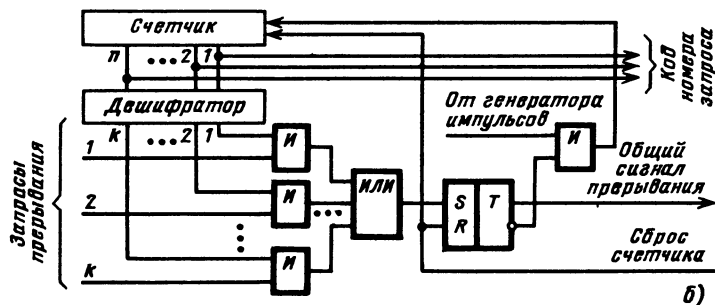 Счетчик
п •••2 1
Код номера запроса
Дешифратор
От генератора
импульсов
к •••2 1
Запрасы прерывания
1
И
И
Общий
сигнал
прерывания
ИЛИ
2
И
•••
S T
R
к
И
Сброс
счетчика
б)